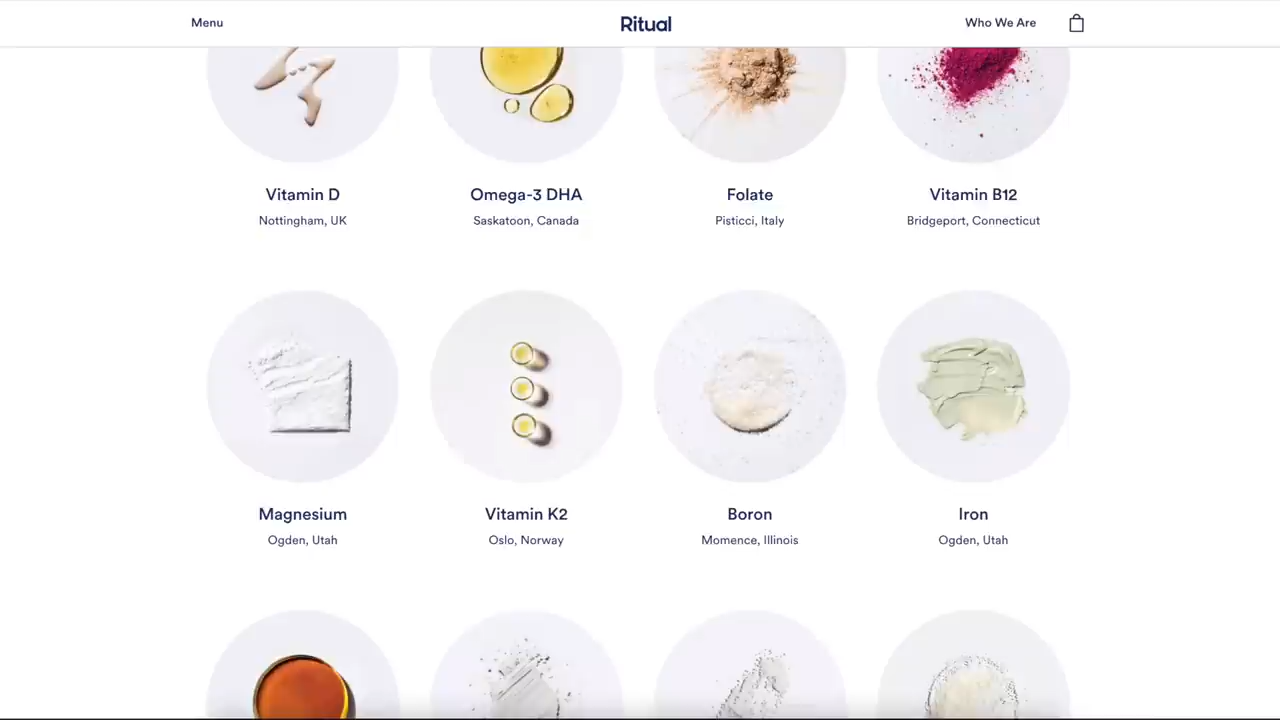 Menu
Ritual
Who We Are
Vitamin D
Omega-3 DHA
Folate
Vitamin B12
Nottingham, UK
Saskatoon, Canada
Pisticci, Italy
Bridgeport, Connecticut
Magnesium
Vitamin K2
Boron
Iron
Ogden, Utah
Oslo, Norway
Momence, Illinois
Ogden, Utah